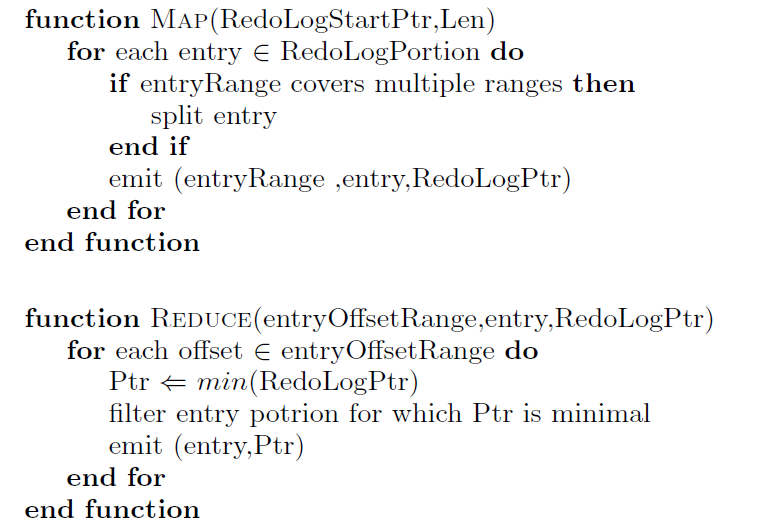 function MAP(RedoLogStartPtr,Len)
for each entry ∈ RedoLogPortion do
if entryRange covers multiple ranges then
split entry
end if
emit (entryRange ,entry,RedoLogPtr)
end for
end function
function REDUCE(entryOffsetRange,entry,RedoLogPtr)
for each offset ∈ entryOffsetRange do
Ptr ⇐ min(RedoLogPtr)
filter entry potrion for which Ptr is minimal
emit (entry,Ptr)
end for
end function